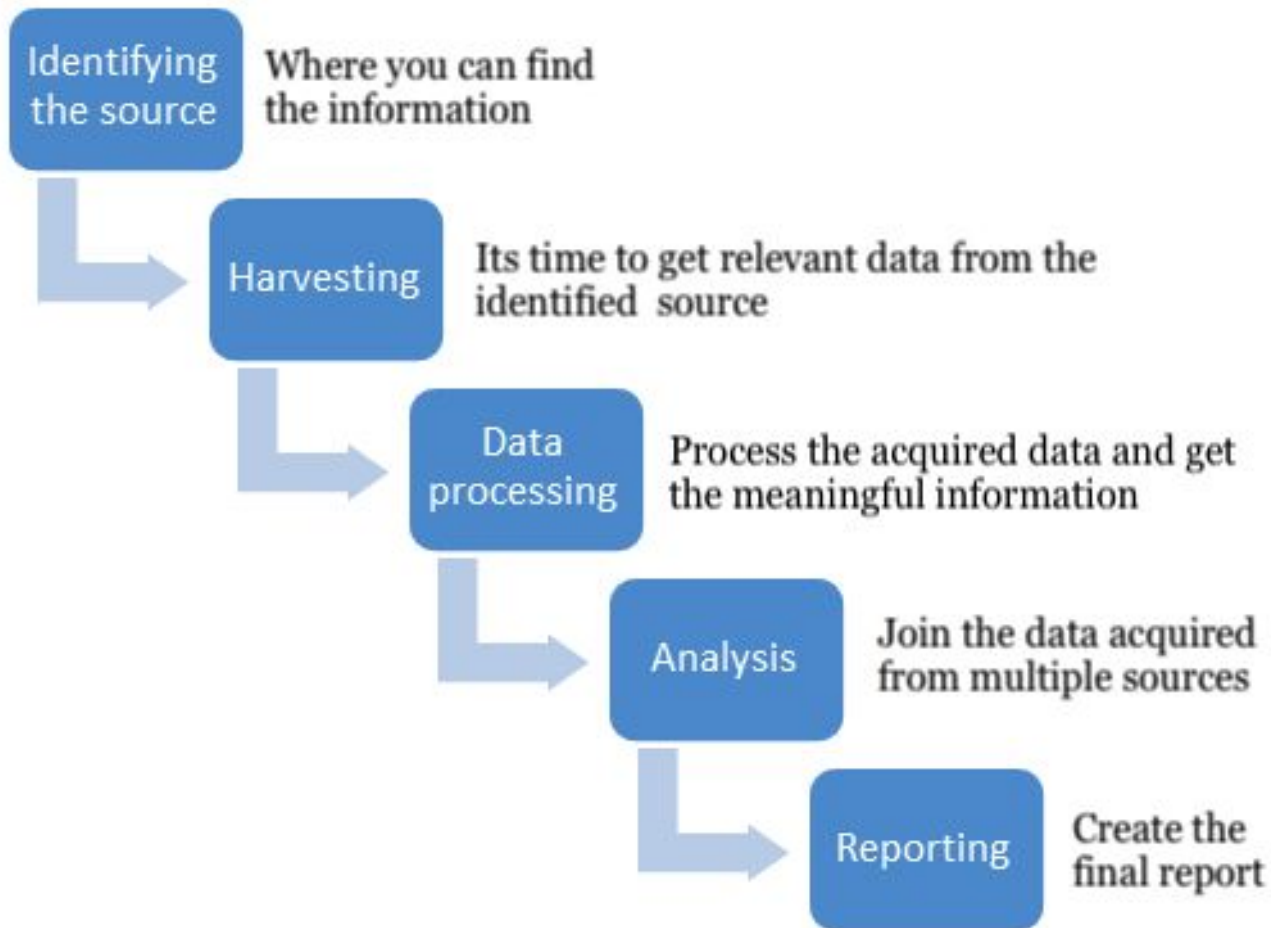 Identifying
the source
Where you can find
the information
Harvesting
Its time to get relevant data from the
identified source
Data
processing
Process the acquired data and get
the meaningful information
Analysis
Join the data acquired
from multiple sources
Reporting
Create the
final report